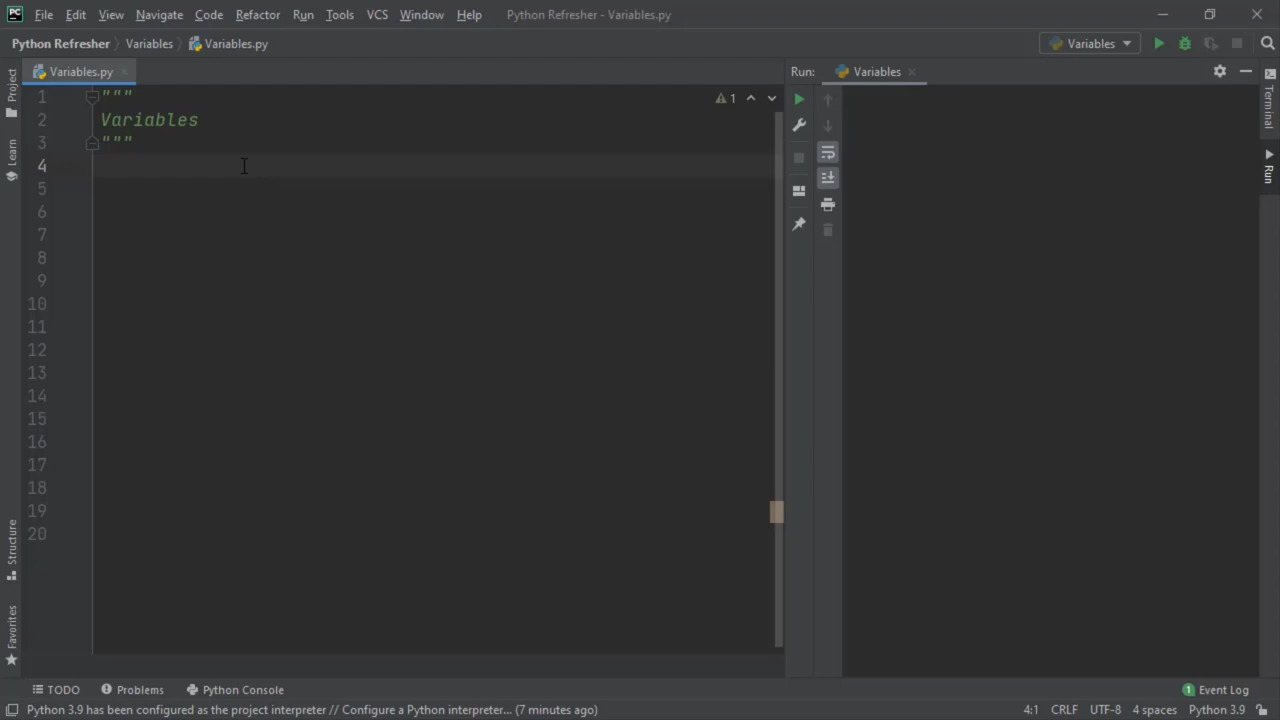 PC File Edit View Navigate Code Refactor Run Tools VCS Window Help Python Refresher - Variables.py
Python Refresher Variables Variables.py Variables
Variables.py Run: Variables
Project
Learn
Structure
Favorites
Terminal
Run
1 """
2 Variables
3 """
4
5
6
7
8
9
10
11
12
13
14
15
16
17
18
19
20
1
TODO Problems Python Console 1 Event Log
Python 3.9 has been configured as the project interpreter // Configure a Python interpreter... (7 minutes ago) 4:1 CRLF UTF-8 4 spaces Python 3.9